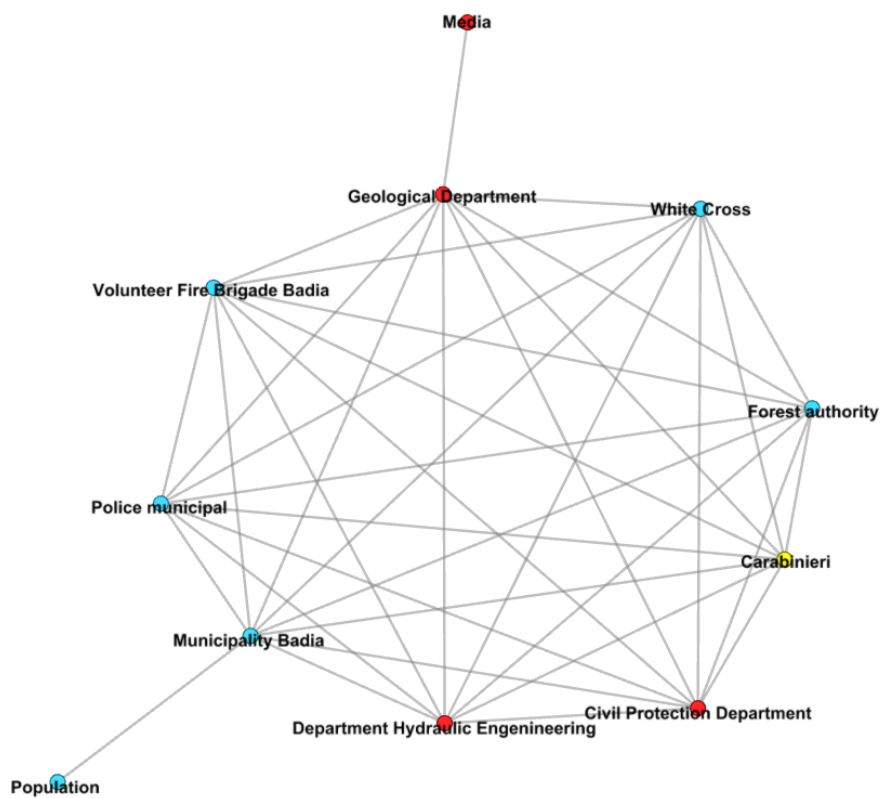 Media
Geological Department
White Cross
Volunteer Fire Brigade Badia
Forest authority
Police municipal
Carabinieri
Municipality Badia
Civil Protection Department
Department Hydraulic Engenineering
Population